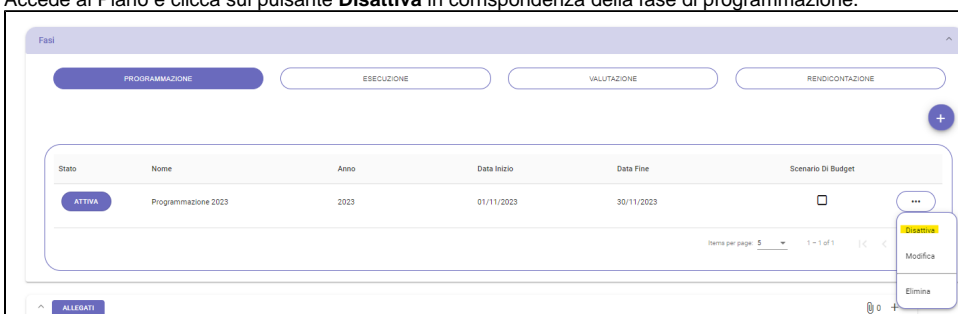 Accede al Piano e clicca sul pulsante Disattiva in corrispondenza della fase di programmazione.
Fasi
PROGRAMMAZIONE ESECUZIONE VALUTAZIONE RENDICONTAZIONE
+
Stato Nome Anno Data Inizio Data Fine Scenario Di Budget
ATTIVA Programmazione 2023 2023 01/11/2023 30/11/2023 ...
Disattiva
Items per page: 5 1 – 1 of 1 |< <
Modifica
Elimina
ALLEGATI 0 +